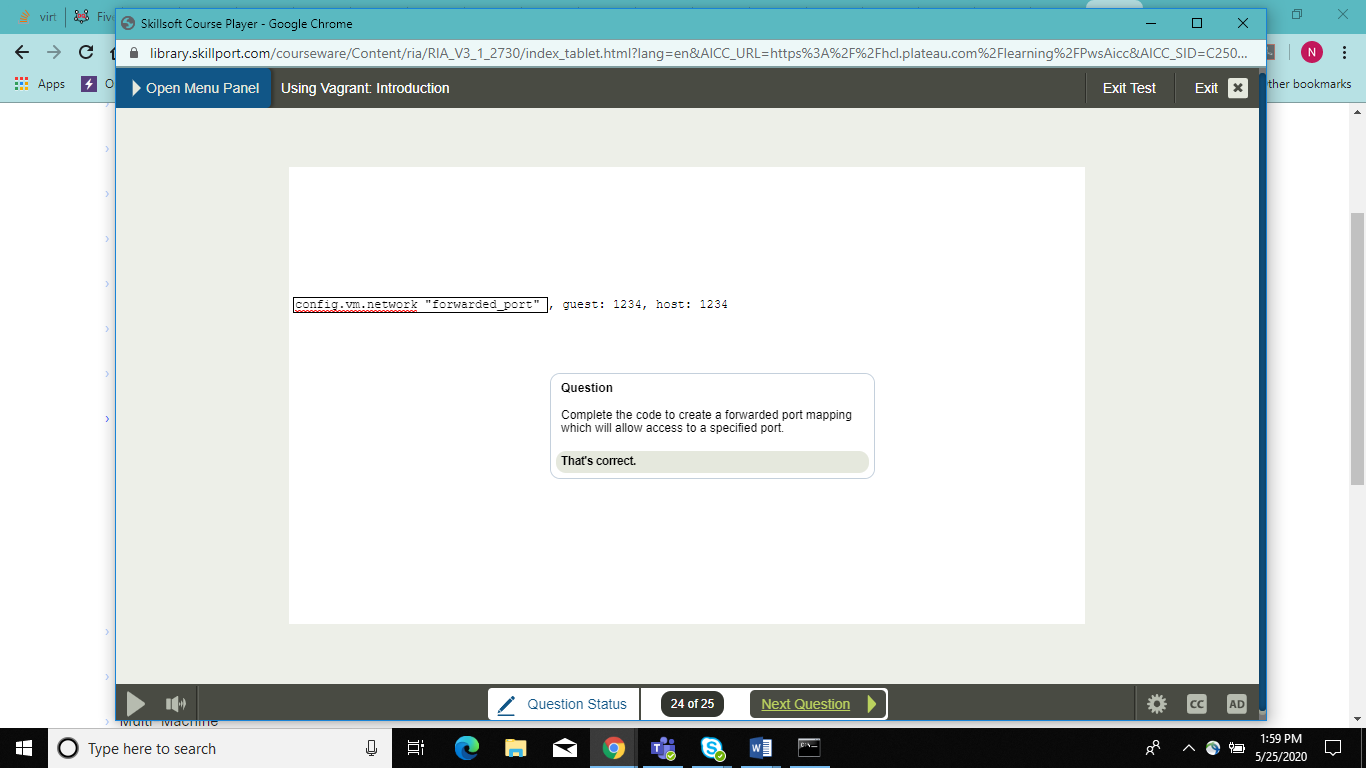 virt
Fiv
Skillsoft Course Player - Google Chrome
library.skillport.com/courseware/Content/ria/RIA_V3_1_2730/index_tablet.html?lang=en&AICC_URL=https%3A%2F%2Fhcl.plateau.com%2Flearning%2FPwsAicc&AICC_SID=C250...
N
Apps
O
ther bookmarks
Open Menu Panel
Using Vagrant: Introduction
Exit Test
Exit
config.vm.network "forwarded_port" , guest: 1234, host: 1234
Question
Complete the code to create a forwarded port mapping
which will allow access to a specified port.
That's correct.
Question Status
24 of 25
Next Question
CC
AD
Multi-Machine
Type here to search
1:59 PM
5/25/2020